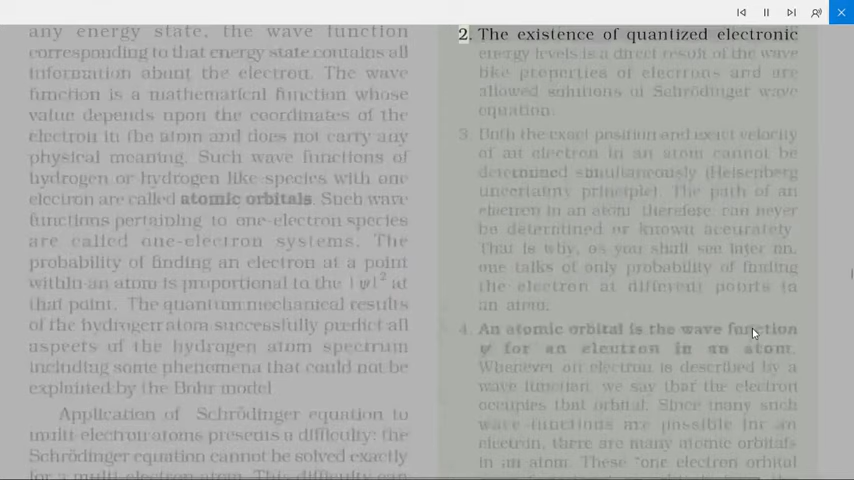 any energy state, the wave function
corresponding to that energy state contains all
information about the electron. The wave
function is a mathematical function whose
value depends upon the coordinates of the
electron in the atom and does not carry any
physical meaning. Such wave functions of
hydrogen or hydrogen like species with one
electron are called atomic orbitals. Such wave
functions pertaining to one-electron species
are called one-electron systems. The
probability of finding an electron at a point
within an atom is proportional to the |ψ|² at
that point. The quantum mechanical results
of the hydrogen atom successfully predict all
aspects of the hydrogen atom spectrum
including some phenomena that could not be
explained by the Bohr model
Application of Schrödinger equation to
multi-electron atoms presents a difficulty: the
Schrödinger equation cannot be solved exactly
for a multi-electron atom. This difficulty can
2. The existence of quantized electronic
energy levels is a direct result of the wave
like properties of electrons and are
allowed solutions of Schrödinger wave
equation.
3. Both the exact position and exact velocity
of an electron in an atom cannot be
determined simultaneously (Heisenberg
uncertainty principle). The path of an
electron in an atom therefore, can never
be determined or known accurately.
That is why, as you shall see later on,
one talks of only probability of finding
the electron at different points in
an atom.
4. An atomic orbital is the wave function
ψ for an electron in an atom.
Whenever an electron is described by a
wave function, we say that the electron
occupies that orbital. Since many such
wave functions are possible for an
electron, there are many atomic orbitals
in an atom. These "one electron orbital